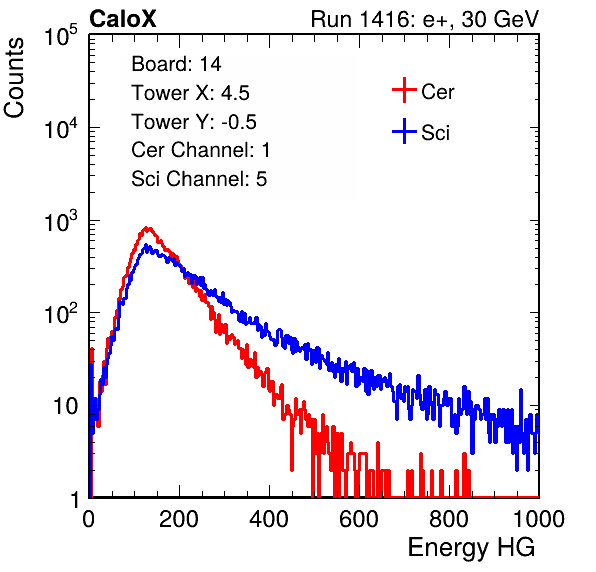 CaloX
Run 1416: e+, 30 GeV
Counts
10^5
10^4
10^3
10^2
10
1
Board: 14
Tower X: 4.5
Tower Y: -0.5
Cer Channel: 1
Sci Channel: 5
Cer
Sci
0 200 400 600 800 1000
Energy HG